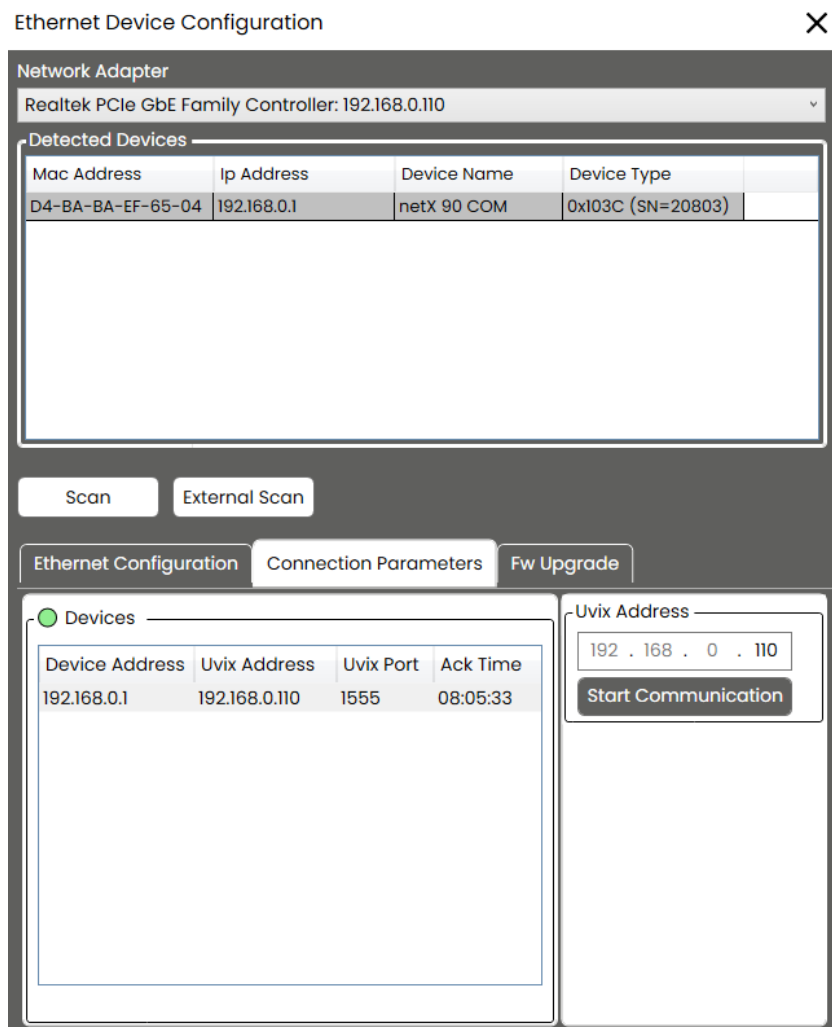 Ethernet Device Configuration
Network Adapter
Realtek PCIe GbE Family Controller: 192.168.0.110
Detected Devices
Mac Address Ip Address Device Name Device Type
D4-BA-BA-EF-65-04 192.168.0.1 netX 90 COM 0x103C (SN=20803)
Scan External Scan
Ethernet Configuration Connection Parameters Fw Upgrade
Devices
Device Address Uvix Address Uvix Port Ack Time
192.168.0.1 192.168.0.110 1555 08:05:33
Uvix Address
192 . 168 . 0 . 110
Start Communication